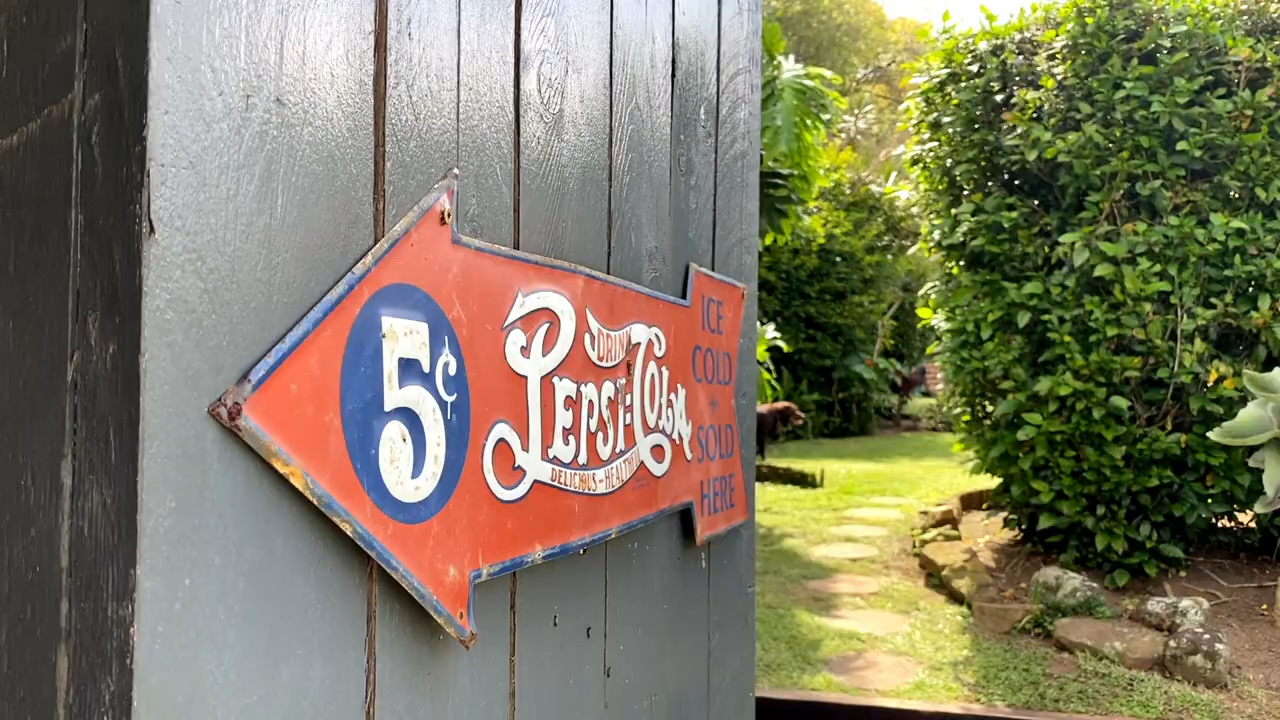 5¢
DRINK
PEPSI:COLA
DELICIOUS-HEALTHFUL
ICE
COLD
SOLD
HERE